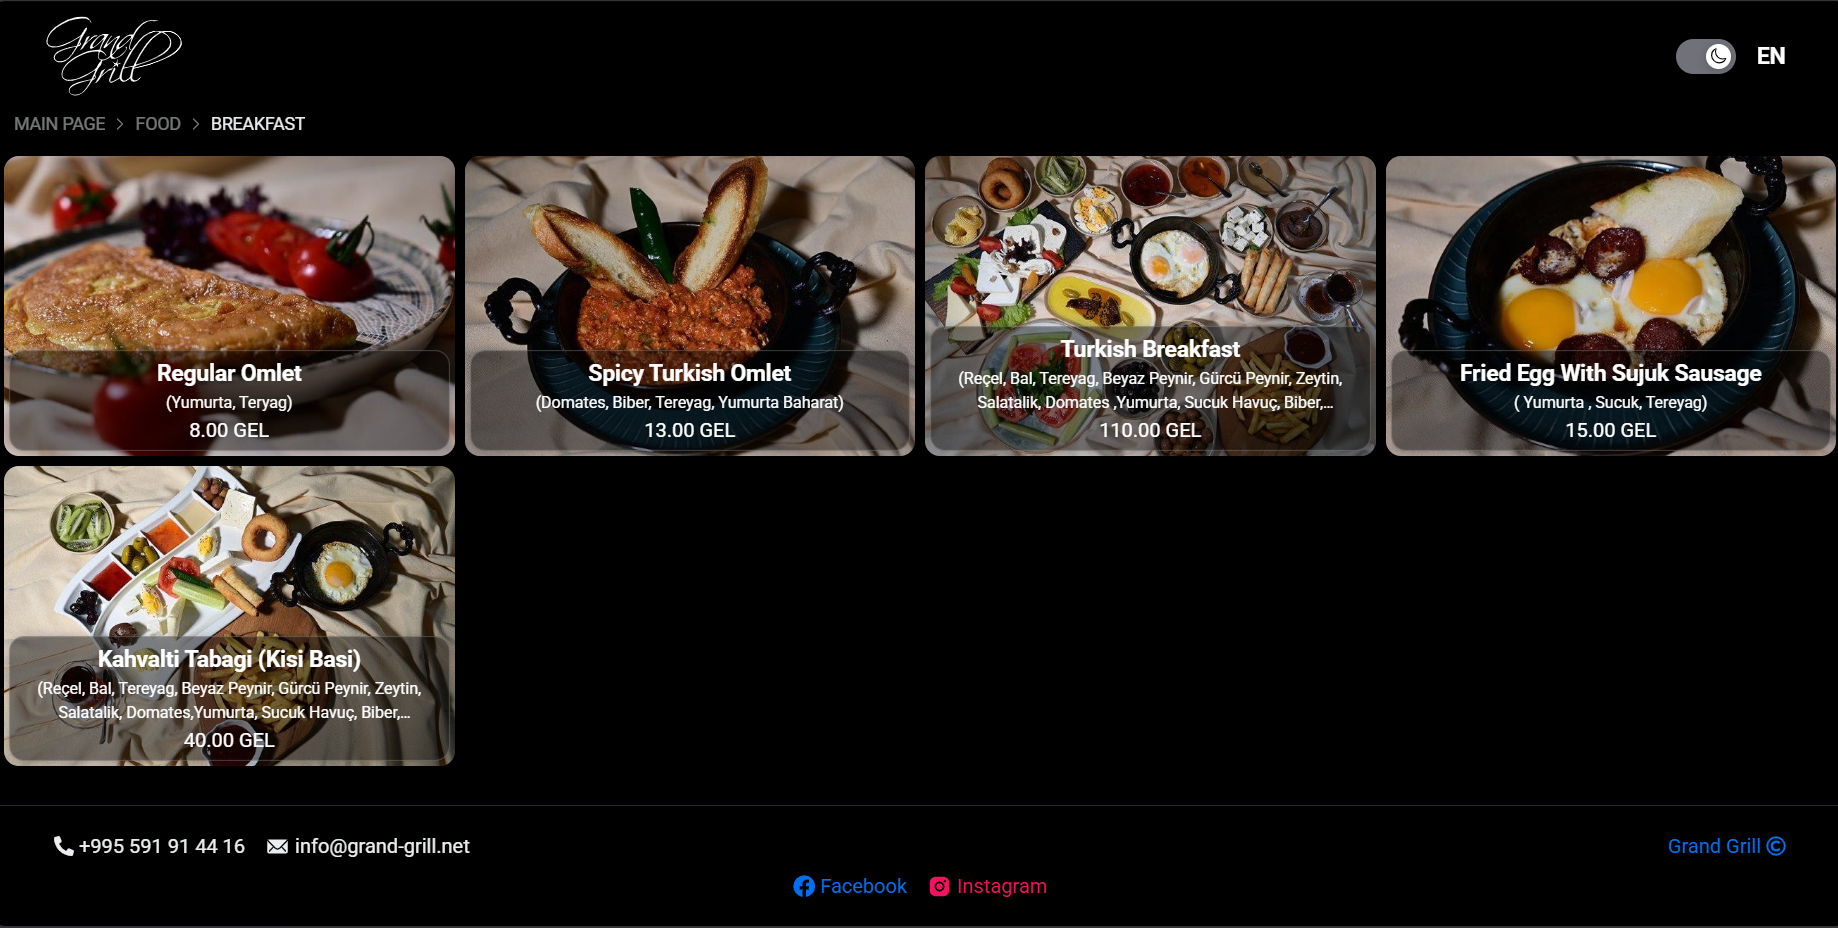 Grand
Grill
EN
MAIN PAGE > FOOD > BREAKFAST
Regular Omlet
(Yumurta, Teryag)
8.00 GEL
Spicy Turkish Omlet
(Domates, Biber, Tereyag, Yumurta Baharat)
13.00 GEL
Turkish Breakfast
(Reçel, Bal, Tereyag, Beyaz Peynir, Gürcü Peynir, Zeytin,
Salatalik, Domates ,Yumurta, Sucuk Havuç, Biber,...
110.00 GEL
Fried Egg With Sujuk Sausage
( Yumurta , Sucuk, Tereyag)
15.00 GEL
Kahvalti Tabagi (Kisi Basi)
(Reçel, Bal, Tereyag, Beyaz Peynir, Gürcü Peynir, Zeytin,
Salatalik, Domates,Yumurta, Sucuk Havuç, Biber,...
40.00 GEL
+995 591 91 44 16 info@grand-grill.net
Grand Grill ©
Facebook Instagram